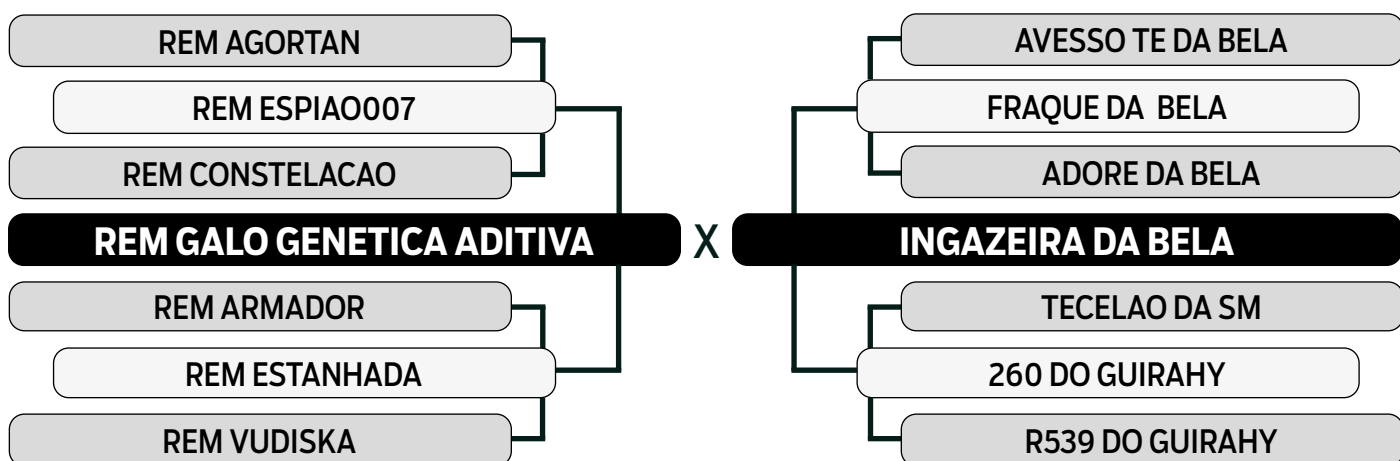 REM AGORTAN
REM ESPIAO007
REM CONSTELACAO
REM GALO GENETICA ADITIVA
REM ARMADOR
REM ESTANHADA
REM VUDISKA
X
AVESSO TE DA BELA
FRAQUE DA BELA
ADORE DA BELA
INGAZEIRA DA BELA
TECELAO DA SM
260 DO GUIRAHY
R539 DO GUIRAHY